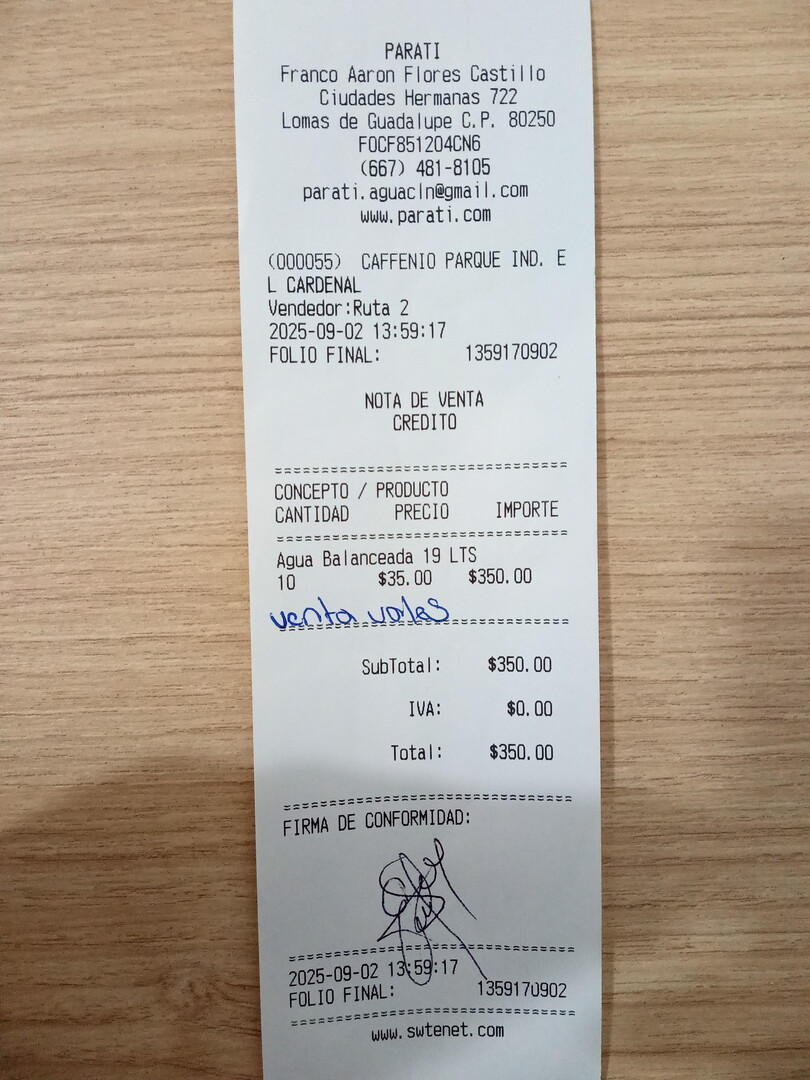 PARATI
Franco Aaron Flores Castillo
Ciudades Hermanas 722
Lomas de Guadalupe C.P. 80250
FOCF851204CN6
(667) 481-8105
parati.aguacln@gmail.com
www.parati.com
(000055) CAFFENIO PARQUE IND. E
L CARDENAL
Vendedor:Ruta 2
2025-09-02 13:59:17
FOLIO FINAL: 1359170902
NOTA DE VENTA
CREDITO
CONCEPTO / PRODUCTO
CANTIDAD PRECIO IMPORTE
Agua Balanceada 19 LTS
10 $35.00 $350.00
venta vales
SubTotal: $350.00
IVA: $0.00
Total: $350.00
FIRMA DE CONFORMIDAD:
2025-09-02 13:59:17
FOLIO FINAL: 1359170902
www.swtenet.com